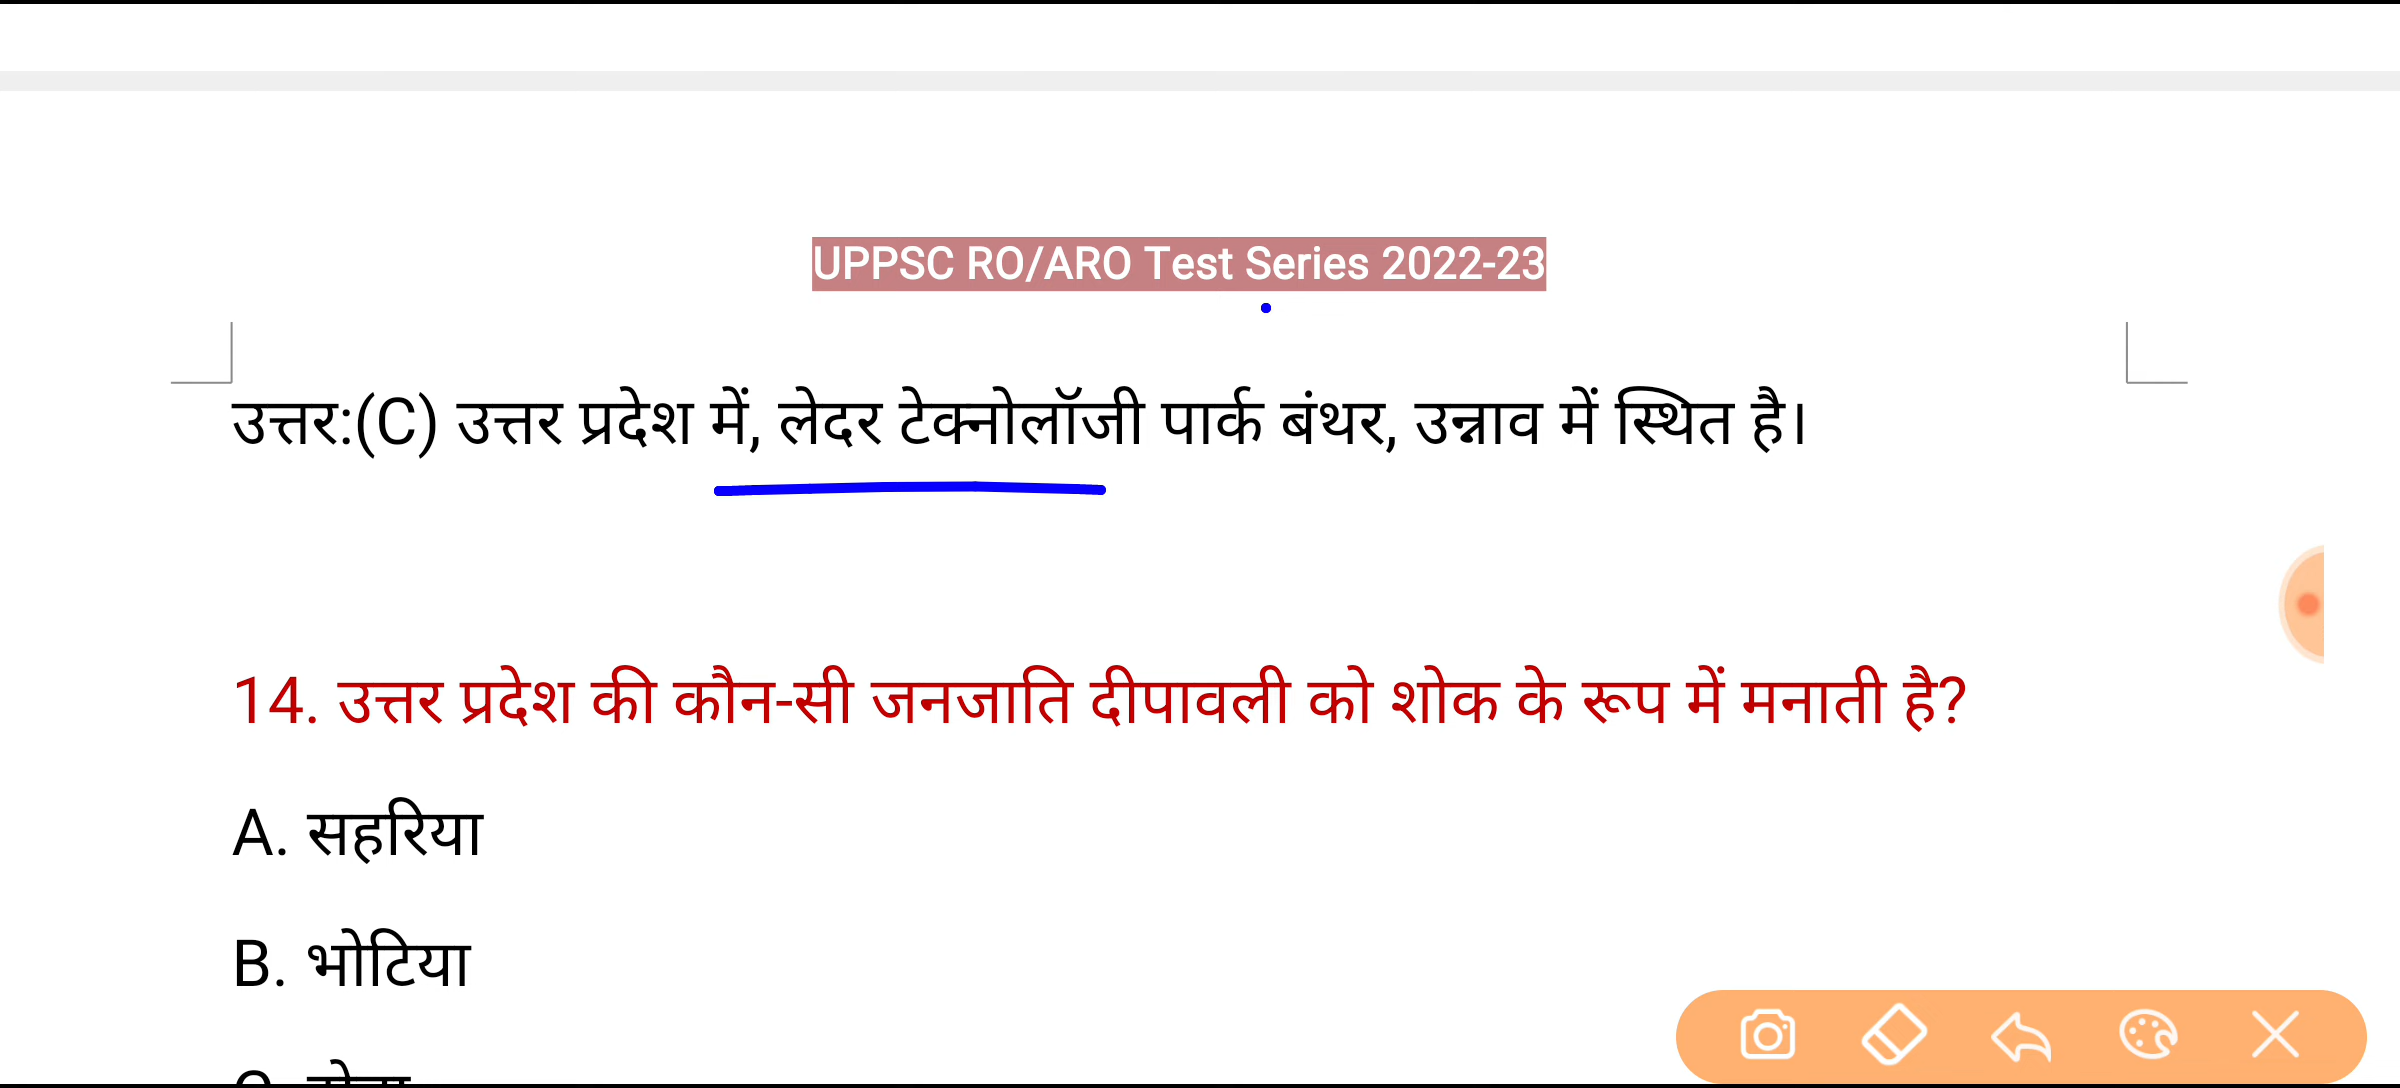 UPPSC RO/ARO Test Series 2022-23
उत्तर:(C) उत्तर प्रदेश में, लेदर टेक्नोलॉजी पार्क बंथर, उन्नाव में स्थित है।
14. उत्तर प्रदेश की कौन-सी जनजाति दीपावली को शोक के रूप में मनाती है?
A. सहरिया
B. भोटिया